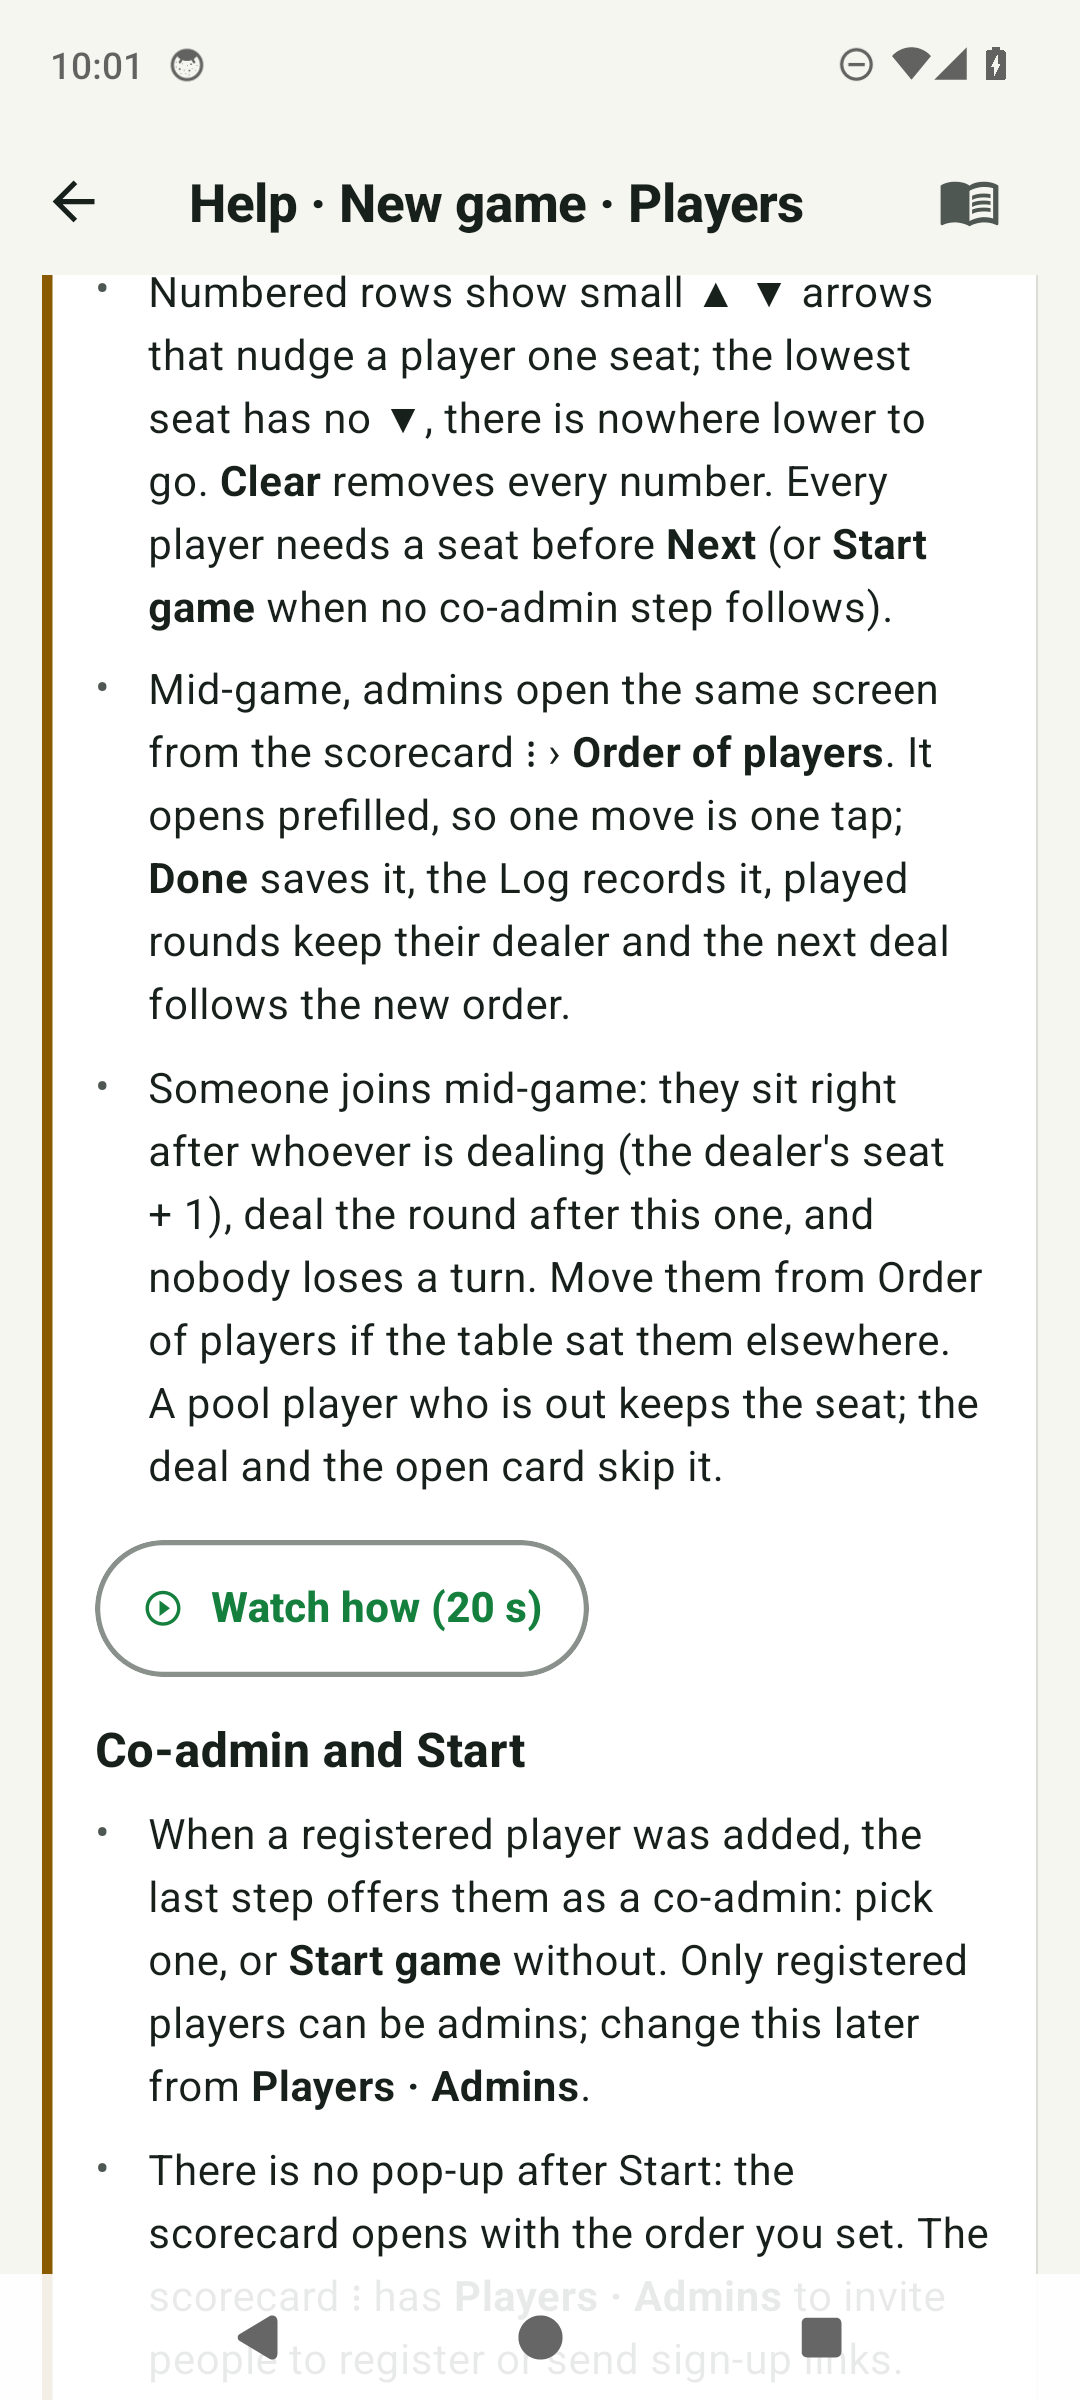 10:01
Help · New game · Players
• Numbered rows show small ▲ ▼ arrows
that nudge a player one seat; the lowest
seat has no ▼, there is nowhere lower to
go. Clear removes every number. Every
player needs a seat before Next (or Start
game when no co-admin step follows).
• Mid-game, admins open the same screen
from the scorecard ⋮ › Order of players. It
opens prefilled, so one move is one tap;
Done saves it, the Log records it, played
rounds keep their dealer and the next deal
follows the new order.
• Someone joins mid-game: they sit right
after whoever is dealing (the dealer's seat
+ 1), deal the round after this one, and
nobody loses a turn. Move them from Order
of players if the table sat them elsewhere.
A pool player who is out keeps the seat; the
deal and the open card skip it.
Watch how (20 s)
Co-admin and Start
• When a registered player was added, the
last step offers them as a co-admin: pick
one, or Start game without. Only registered
players can be admins; change this later
from Players · Admins.
• There is no pop-up after Start: the
scorecard opens with the order you set. The
scorecard ⋮ has Players · Admins to invite
people to register or send sign-up links.